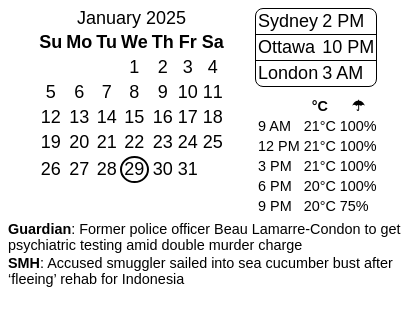 January 2025
Su Mo Tu We Th Fr Sa
1 2 3 4
5 6 7 8 9 10 11
12 13 14 15 16 17 18
19 20 21 22 23 24 25
26 27 28 29 30 31
Sydney 2 PM
Ottawa 10 PM
London 3 AM
°C ☂
9 AM 21°C 100%
12 PM 21°C 100%
3 PM 21°C 100%
6 PM 20°C 100%
9 PM 20°C 75%
Guardian: Former police officer Beau Lamarre-Condon to get
psychiatric testing amid double murder charge
SMH: Accused smuggler sailed into sea cucumber bust after
‘fleeing’ rehab for Indonesia